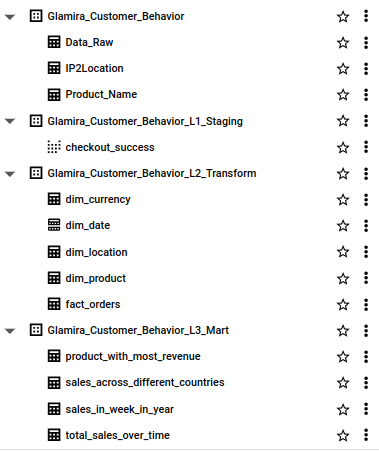 Glamira_Customer_Behavior
Data_Raw
IP2Location
Product_Name
Glamira_Customer_Behavior_L1_Staging
checkout_success
Glamira_Customer_Behavior_L2_Transform
dim_currency
dim_date
dim_location
dim_product
fact_orders
Glamira_Customer_Behavior_L3_Mart
product_with_most_revenue
sales_across_different_countries
sales_in_week_in_year
total_sales_over_time